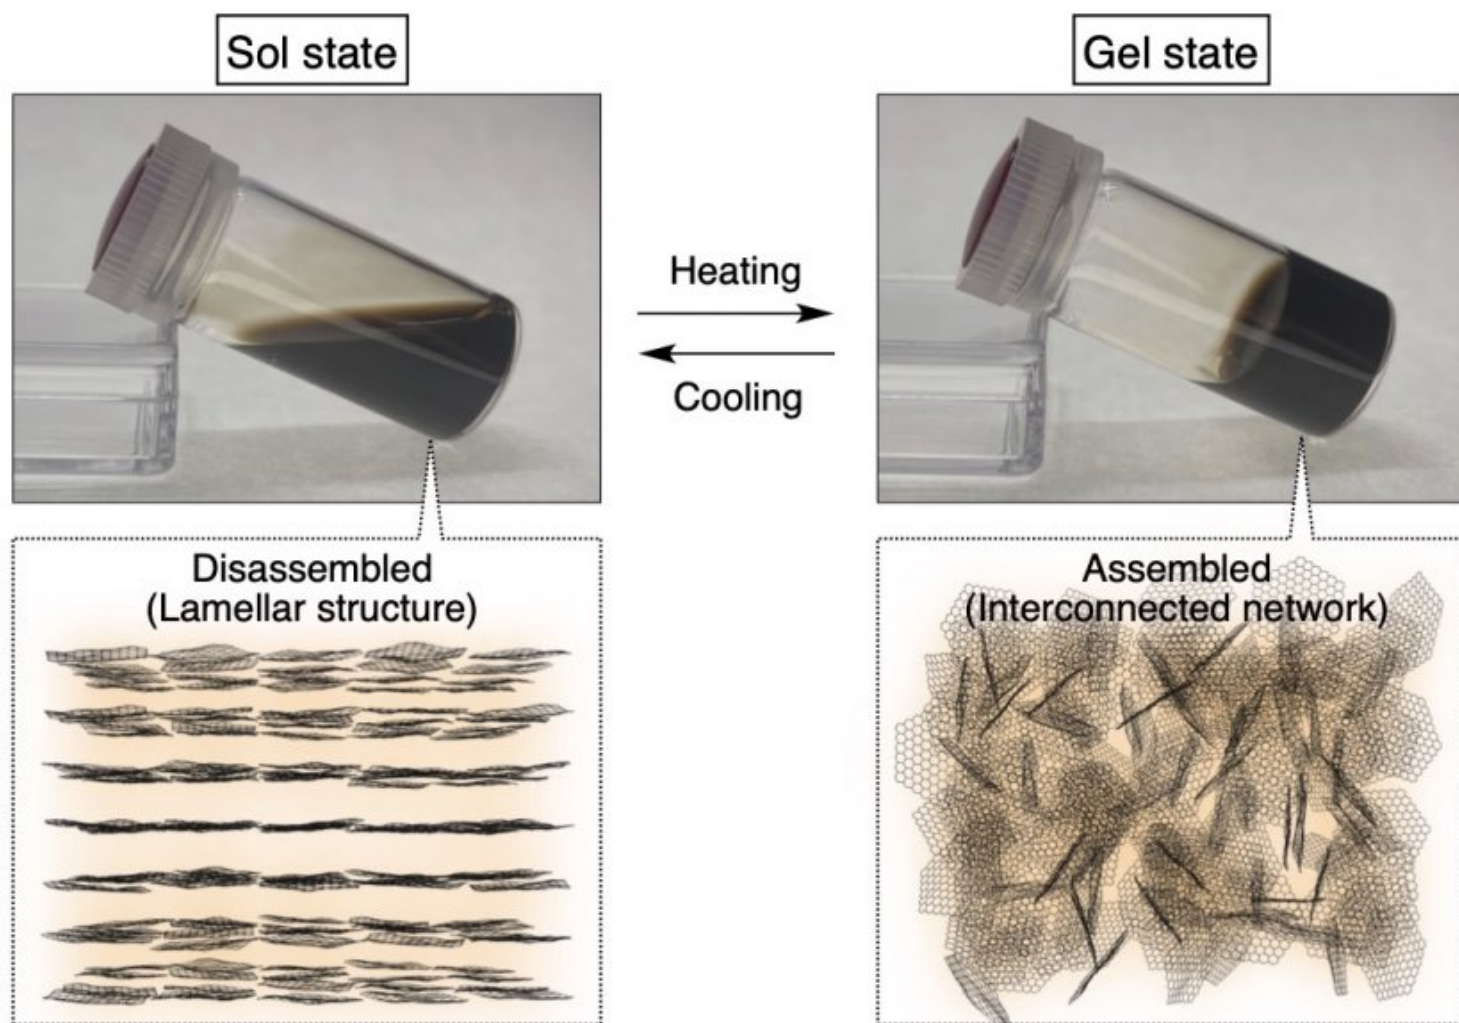 Sol state
Gel state
Heating
Cooling
Disassembled
(Lamellar structure)
Assembled
(Interconnected network)